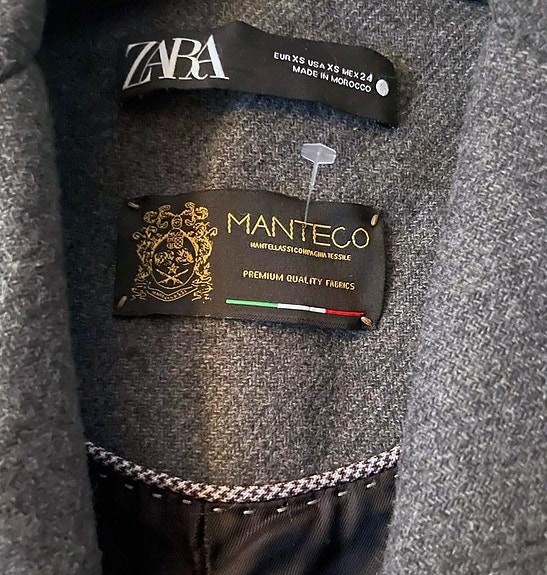 ZARA
EUR XS USA XS MEX 24
MADE IN MOROCCO
MANTECO
MANTELLASSI COMPAGNIA TESSILE
PREMIUM QUALITY FABRICS